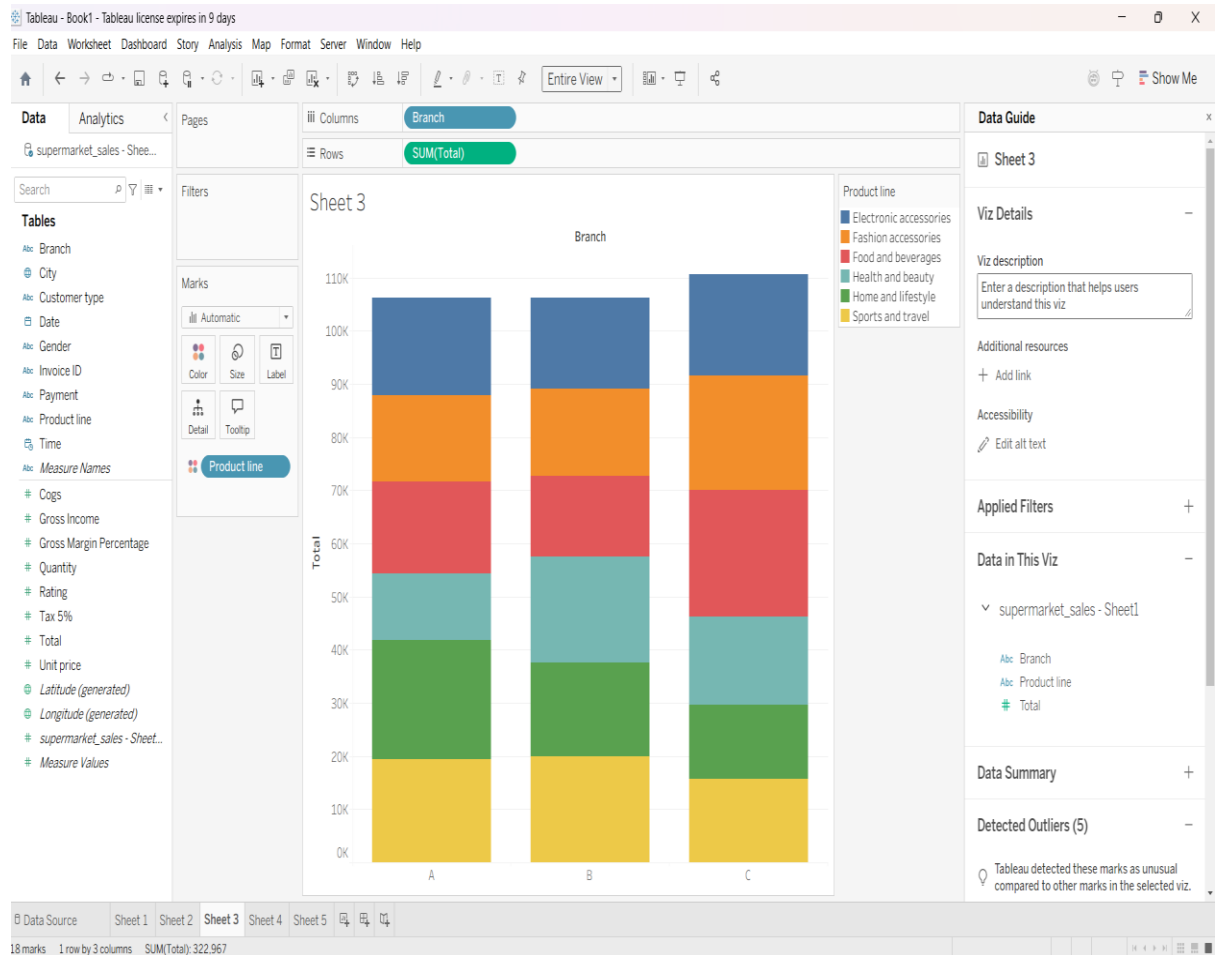 Tableau - Book1 - Tableau license expires in 9 days
File Data Worksheet Dashboard Story Analysis Map Format Server Window Help
Entire View
Show Me
Data Analytics
supermarket_sales - Shee...
Search
Tables
Abc Branch
City
Abc Customer type
Date
Abc Gender
Abc Invoice ID
Abc Payment
Abc Product line
Time
Abc Measure Names
# Cogs
# Gross Income
# Gross Margin Percentage
# Quantity
# Rating
# Tax 5%
# Total
# Unit price
Latitude (generated)
Longitude (generated)
# supermarket_sales - Sheet...
# Measure Values
Pages
Filters
Marks
Automatic
Color Size Label
Detail Tooltip
Product line
Columns Branch
Rows SUM(Total)
Sheet 3
Branch
110K
100K
90K
80K
70K
60K
50K
40K
30K
20K
10K
0K
Total
A B C
Product line
Electronic accessories
Fashion accessories
Food and beverages
Health and beauty
Home and lifestyle
Sports and travel
Data Guide
Sheet 3
Viz Details
Viz description
Enter a description that helps users
understand this viz
Additional resources
+ Add link
Accessibility
Edit alt text
Applied Filters
Data in This Viz
supermarket_sales - Sheet1
Abc Branch
Abc Product line
# Total
Data Summary
Detected Outliers (5)
Tableau detected these marks as unusual
compared to other marks in the selected viz.
Data Source Sheet 1 Sheet 2 Sheet 3 Sheet 4 Sheet 5
18 marks 1 row by 3 columns SUM(Total): 322,967